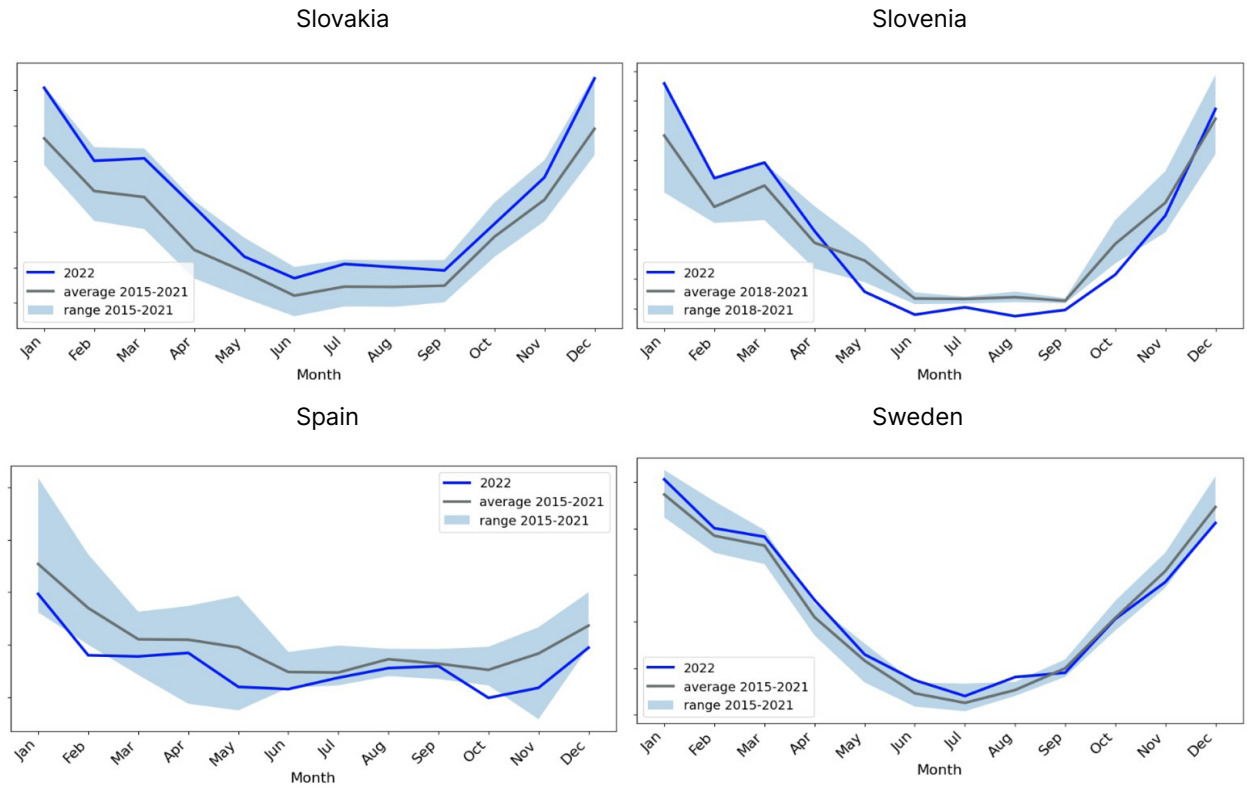 Slovakia
2022
average 2015-2021
range 2015-2021
Jan
Feb
Mar
Apr
May
Jun
Jul
Aug
Sep
Oct
Nov
Dec
Month
Slovenia
2022
average 2018-2021
range 2018-2021
Jan
Feb
Mar
Apr
May
Jun
Jul
Aug
Sep
Oct
Nov
Dec
Month
Spain
2022
average 2015-2021
range 2015-2021
Jan
Feb
Mar
Apr
May
Jun
Jul
Aug
Sep
Oct
Nov
Dec
Month
Sweden
2022
average 2015-2021
range 2015-2021
Jan
Feb
Mar
Apr
May
Jun
Jul
Aug
Sep
Oct
Nov
Dec
Month